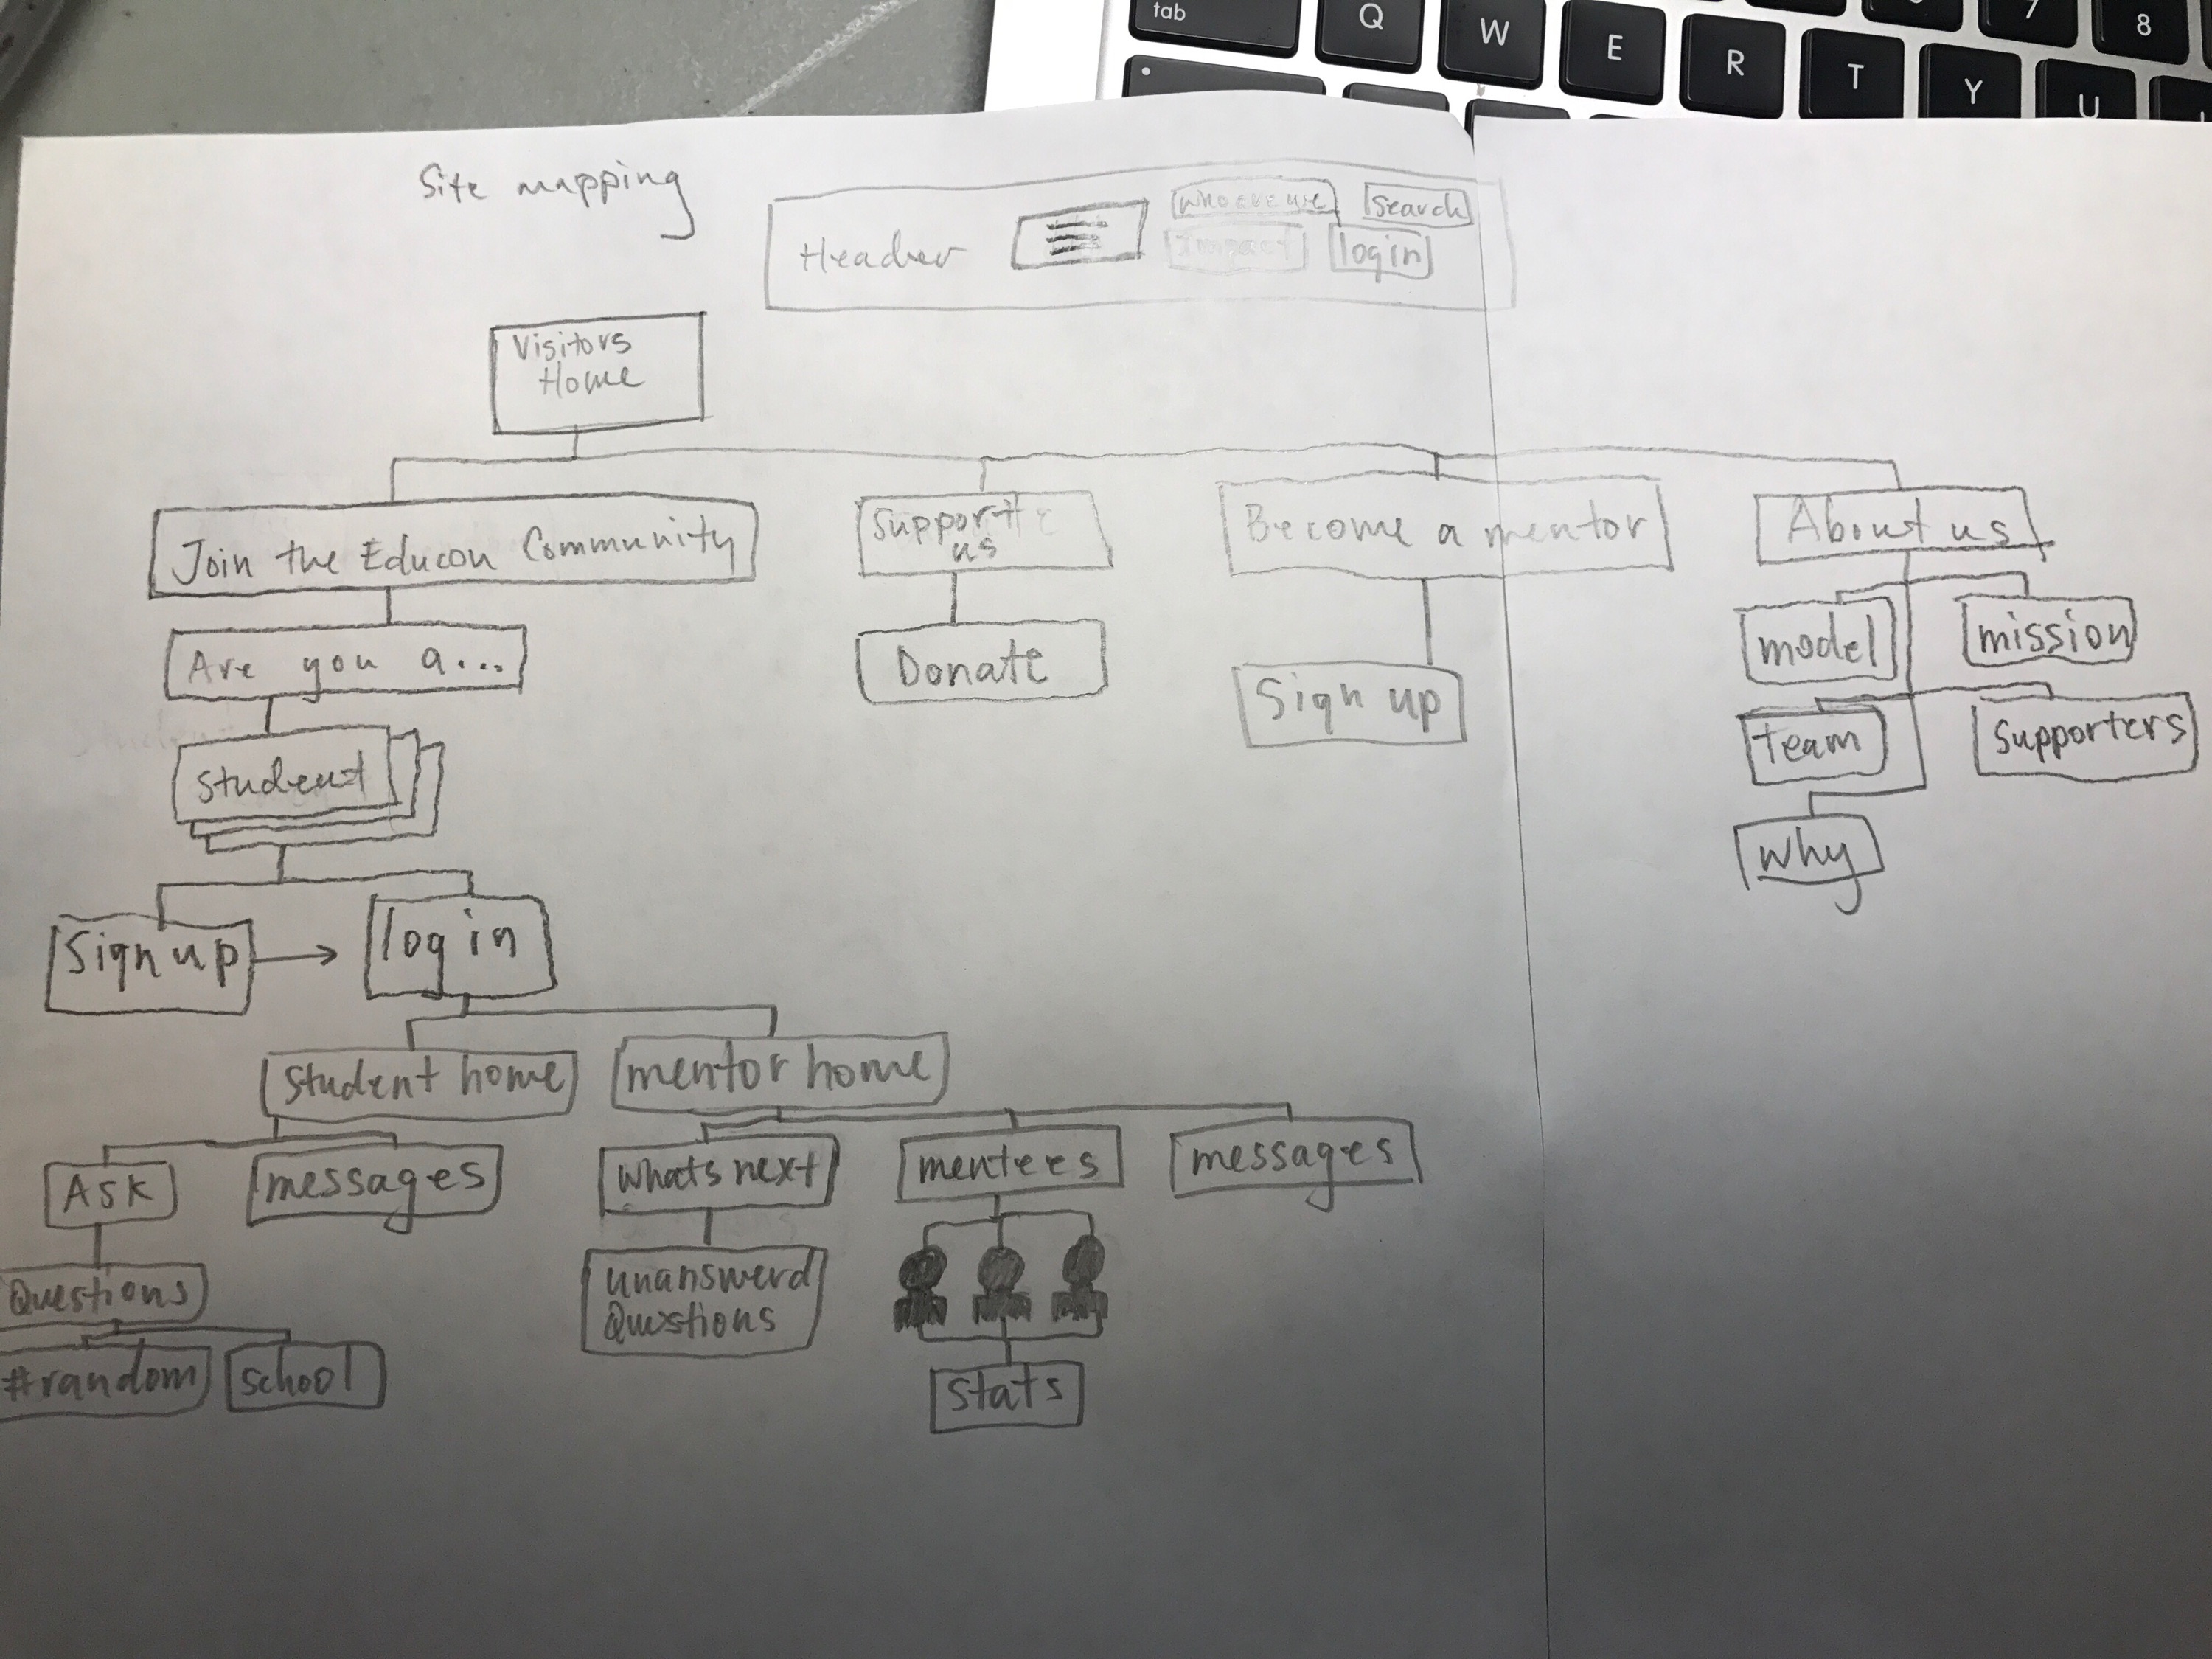 tab
Q
W
E
R
T
Y
U
7
8
Site mapping
Header
who are we
search
Impact
login
Visitors
Home
Join the Educon Community
Support
us
Become a mentor
About us
Are you a...
Donate
Sign up
model
mission
team
supporters
why
student
Sign up
log in
student home
mentor home
Ask
messages
whats next
mentees
messages
Questions
unanswerd
Questions
#random
school
stats